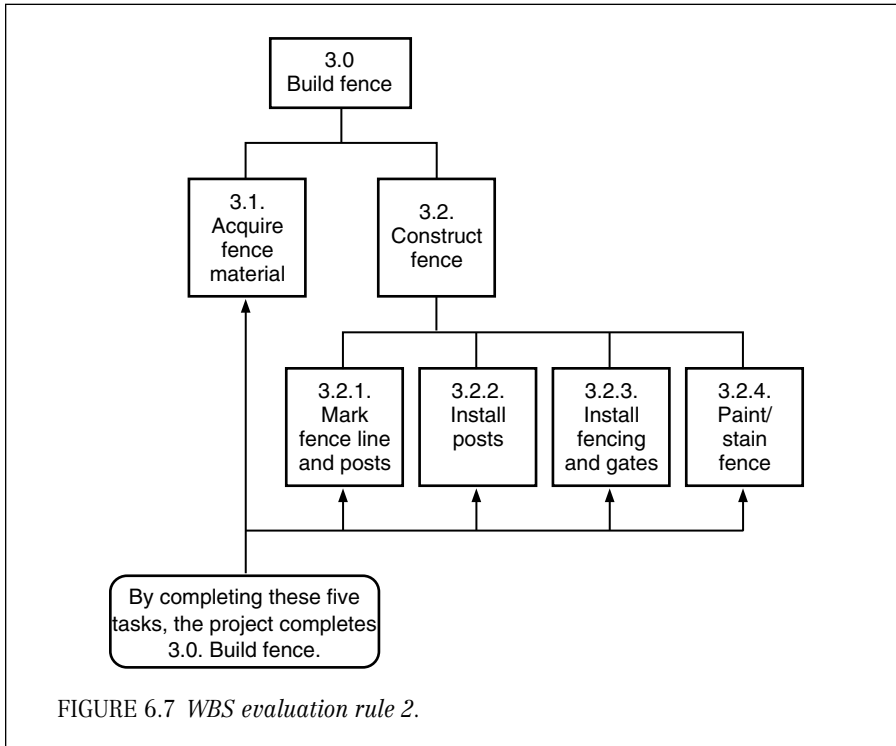 3.0
Build fence
3.1.
Acquire
fence
material
3.2.
Construct
fence
3.2.1.
Mark
fence line
and posts
3.2.2.
Install
posts
3.2.3.
Install
fencing
and gates
3.2.4.
Paint/
stain
fence
By completing these five
tasks, the project completes
3.0. Build fence.
FIGURE 6.7 WBS evaluation rule 2.